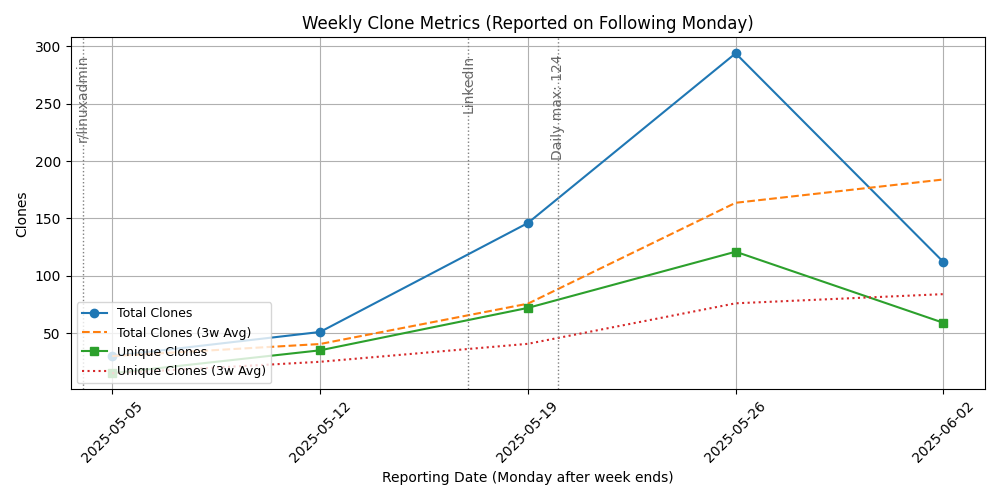 Weekly Clone Metrics (Reported on Following Monday)
300
250
200
150
100
50
Clones
r/linuxadmin
LinkedIn
Daily max: 124
Total Clones
Total Clones (3w Avg)
Unique Clones
Unique Clones (3w Avg)
2025-05-05
2025-05-12
2025-05-19
2025-05-26
2025-06-02
Reporting Date (Monday after week ends)